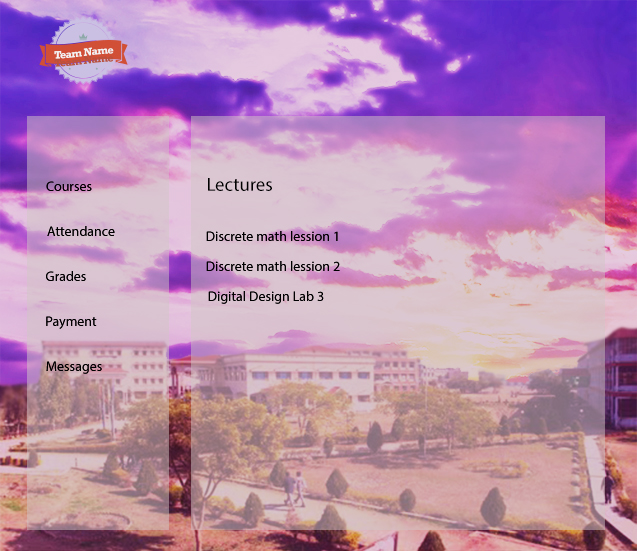 Team Name
Courses
Attendance
Grades
Payment
Messages
Lectures
Discrete math lession 1
Discrete math lession 2
Digital Design Lab 3